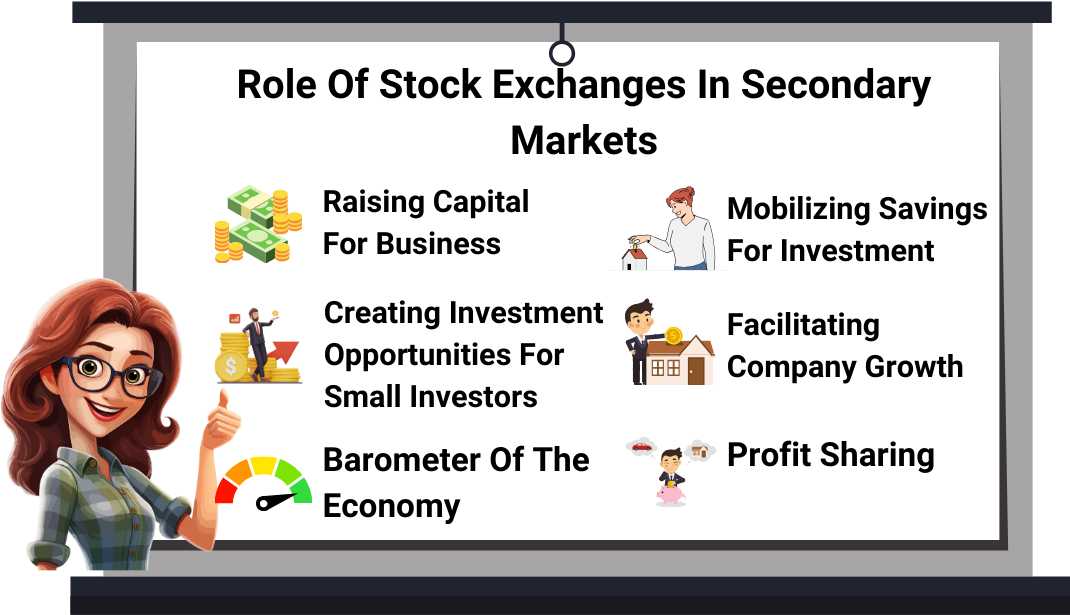 Role Of Stock Exchanges In Secondary
Markets
Raising Capital
For Business
Mobilizing Savings
For Investment
Creating Investment
Opportunities For
Small Investors
Facilitating
Company Growth
Barometer Of The
Economy
Profit Sharing